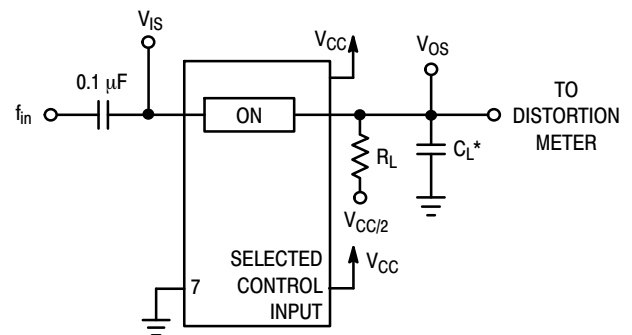 V_IS
V_CC
V_OS
0.1 μF
f_in
ON
TO
DISTORTION
METER
R_L
C_L*
V_CC/2
SELECTED
CONTROL
INPUT
V_CC
7